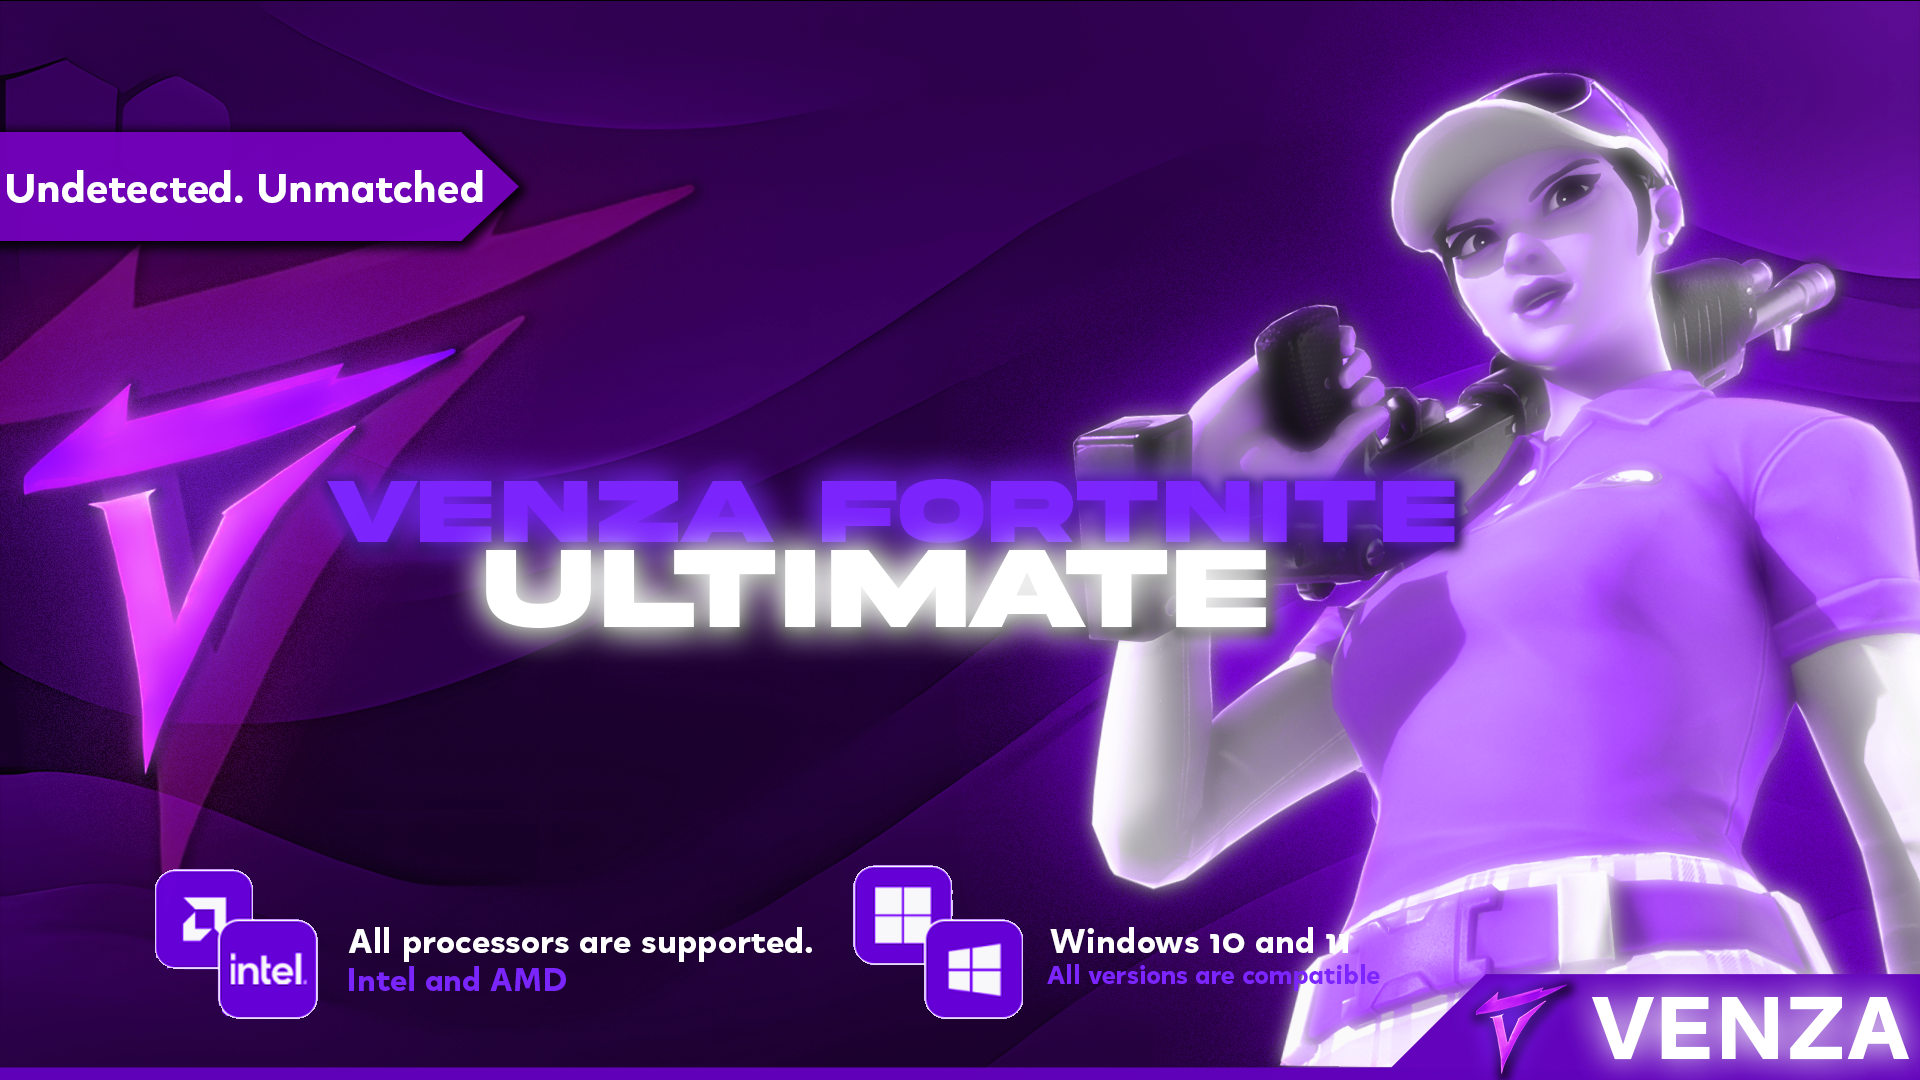 Undetected. Unmatched
VENZA FORTNITE
ULTIMATE
intel.
All processors are supported.
Intel and AMD
Windows 10 and 11
All versions are compatible
VENZA